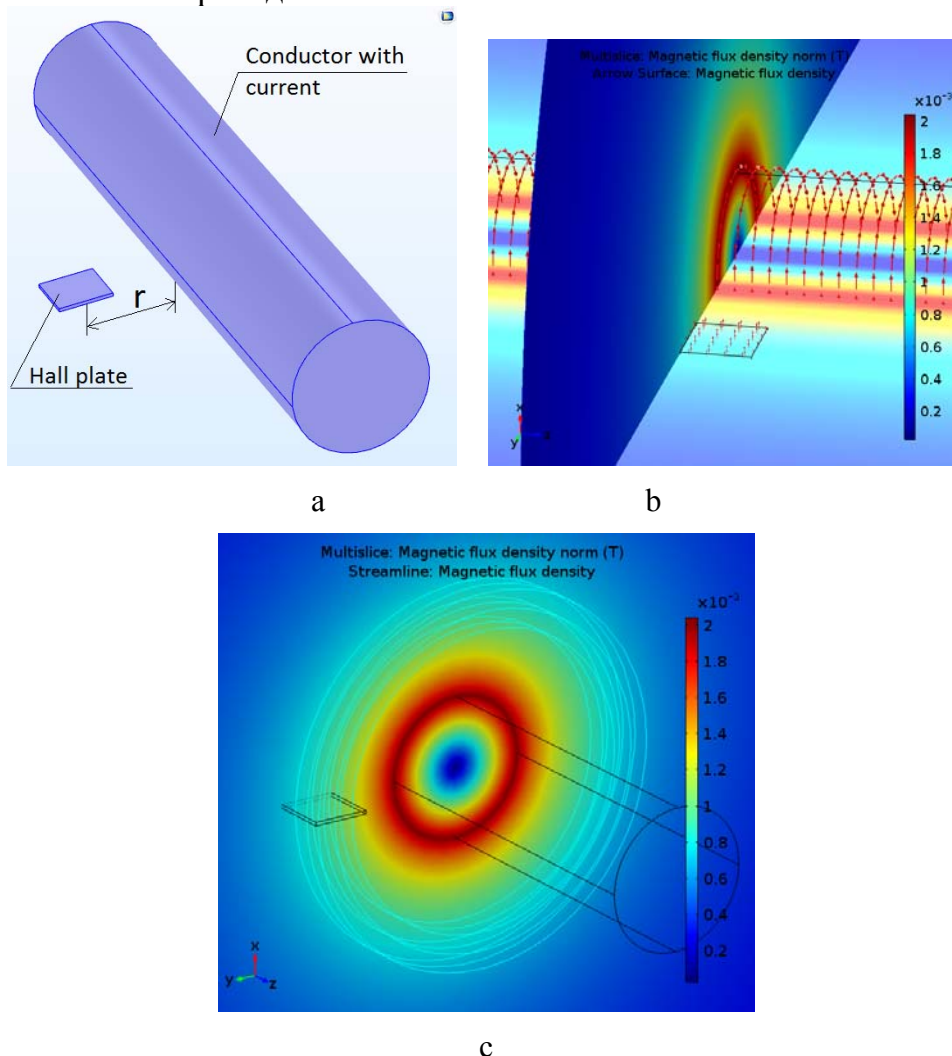 Conductor with
current
r
Hall plate
a
Multislice: Magnetic flux density norm (T)
Arrow Surface: Magnetic flux density
×10⁻³
2
1.8
1.6
1.4
1.2
1
0.8
0.6
0.4
0.2
x
y z
b
Multislice: Magnetic flux density norm (T)
Streamline: Magnetic flux density
×10⁻³
2
1.8
1.6
1.4
1.2
1
0.8
0.6
0.4
0.2
x
y z
c